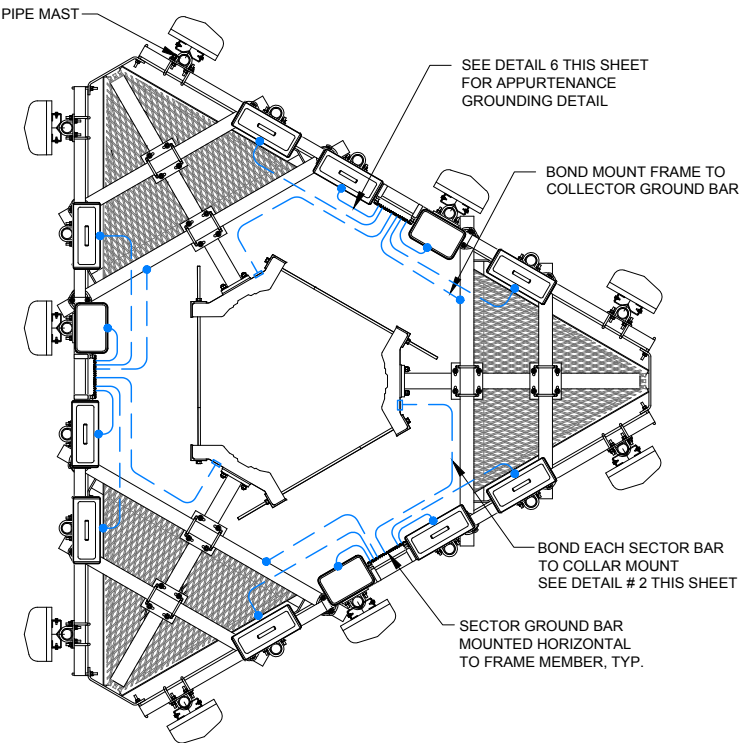 PIPE MAST
SEE DETAIL 6 THIS SHEET
FOR APPURTENANCE
GROUNDING DETAIL
BOND MOUNT FRAME TO
COLLECTOR GROUND BAR
BOND EACH SECTOR BAR
TO COLLAR MOUNT
SEE DETAIL # 2 THIS SHEET
SECTOR GROUND BAR
MOUNTED HORIZONTAL
TO FRAME MEMBER, TYP.